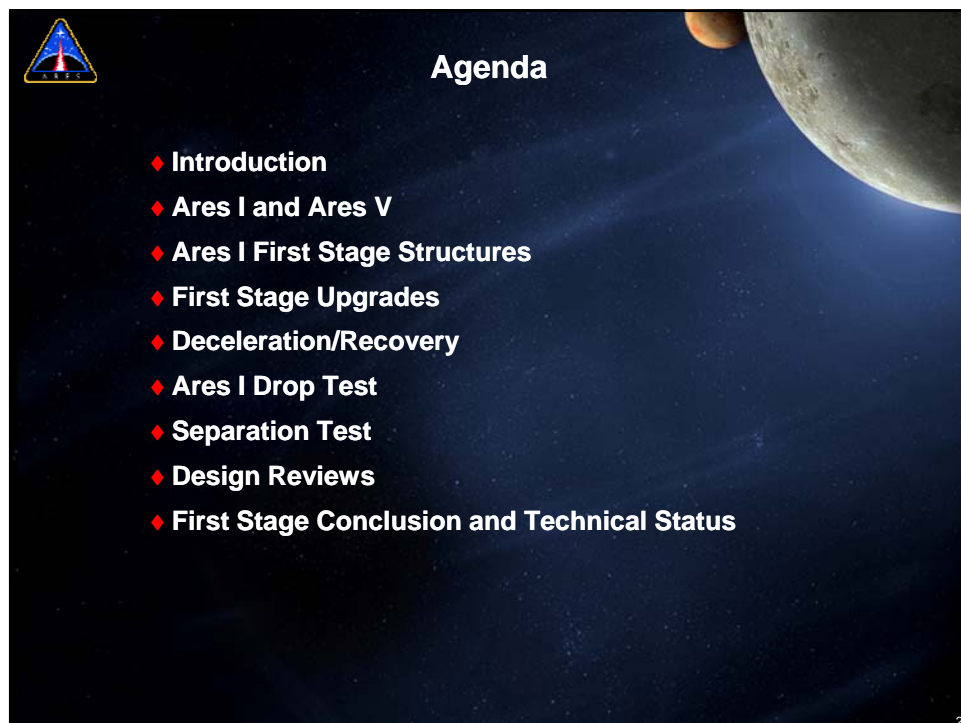 ARES
Agenda
♦ Introduction
♦ Ares I and Ares V
♦ Ares I First Stage Structures
♦ First Stage Upgrades
♦ Deceleration/Recovery
♦ Ares I Drop Test
♦ Separation Test
♦ Design Reviews
♦ First Stage Conclusion and Technical Status